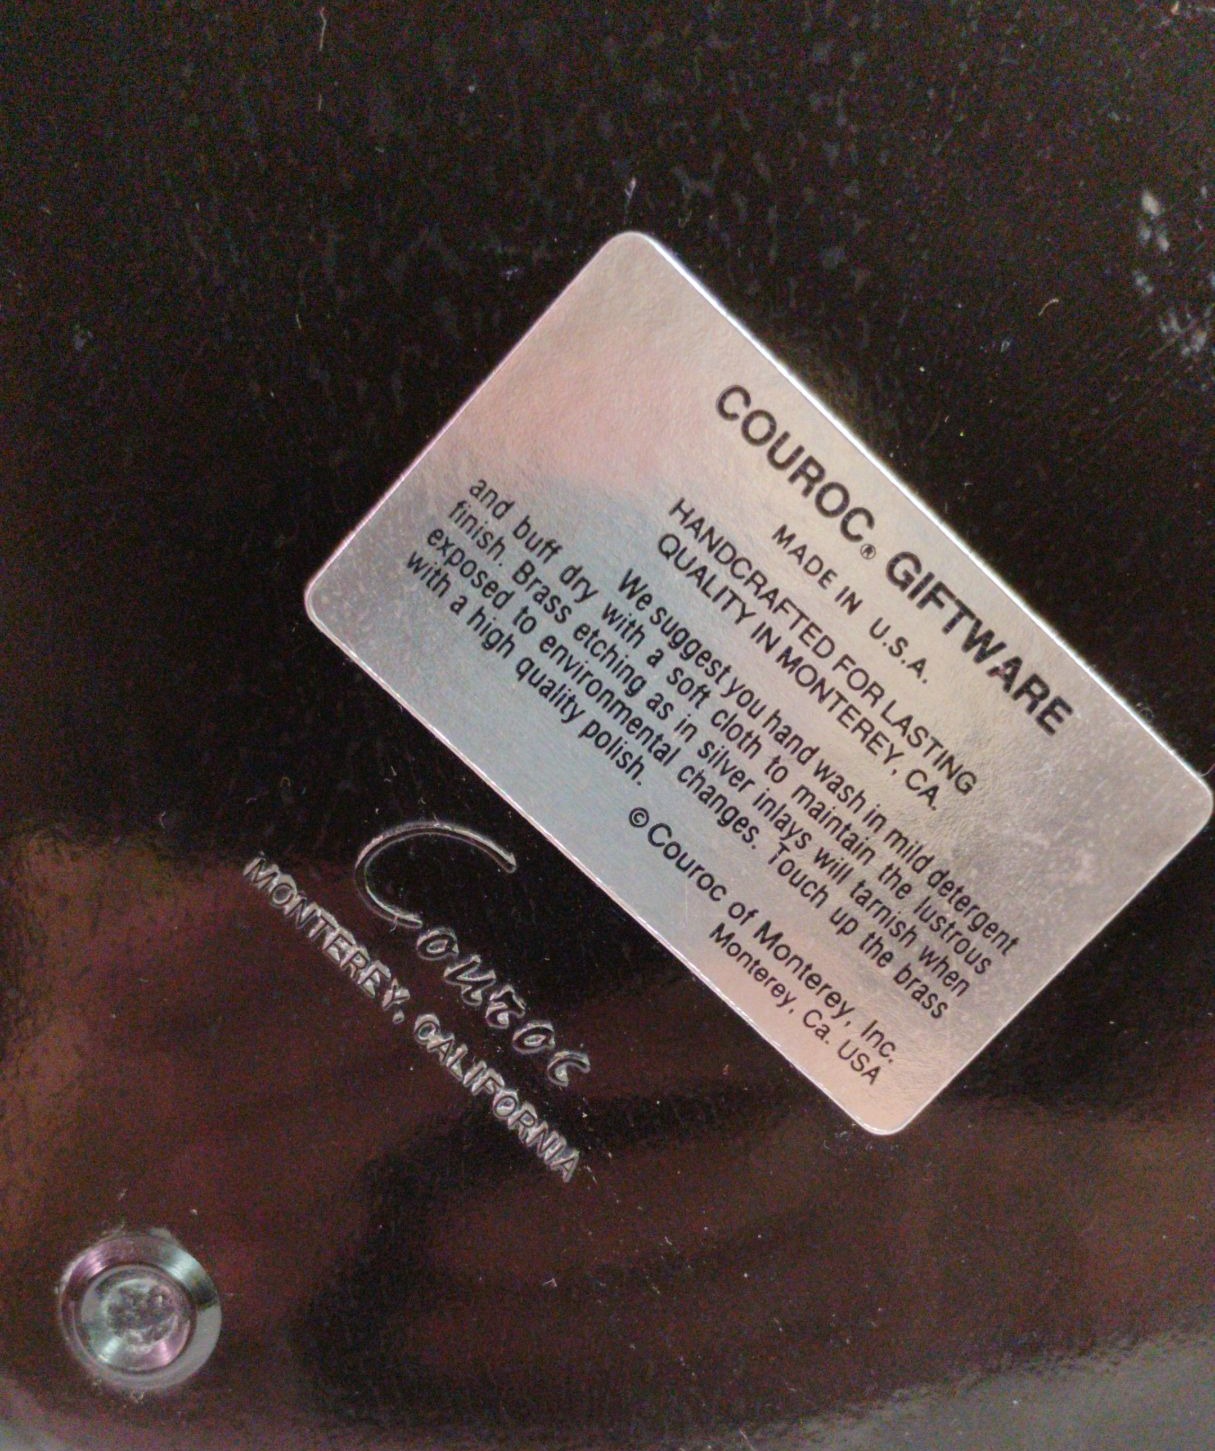 COUROC® GIFTWARE
MADE IN U.S.A.
HANDCRAFTED FOR LASTING
QUALITY IN MONTEREY, CA.
We suggest you hand wash in mild detergent
and buff dry with a soft cloth to maintain the lustrous
finish. Brass etching as in silver inlays will tarnish when
exposed to environmental changes. Touch up the brass
with a high quality polish.
© Couroc of Monterey, Inc.
Monterey, Ca. USA
Couroc
MONTEREY, CALIFORNIA